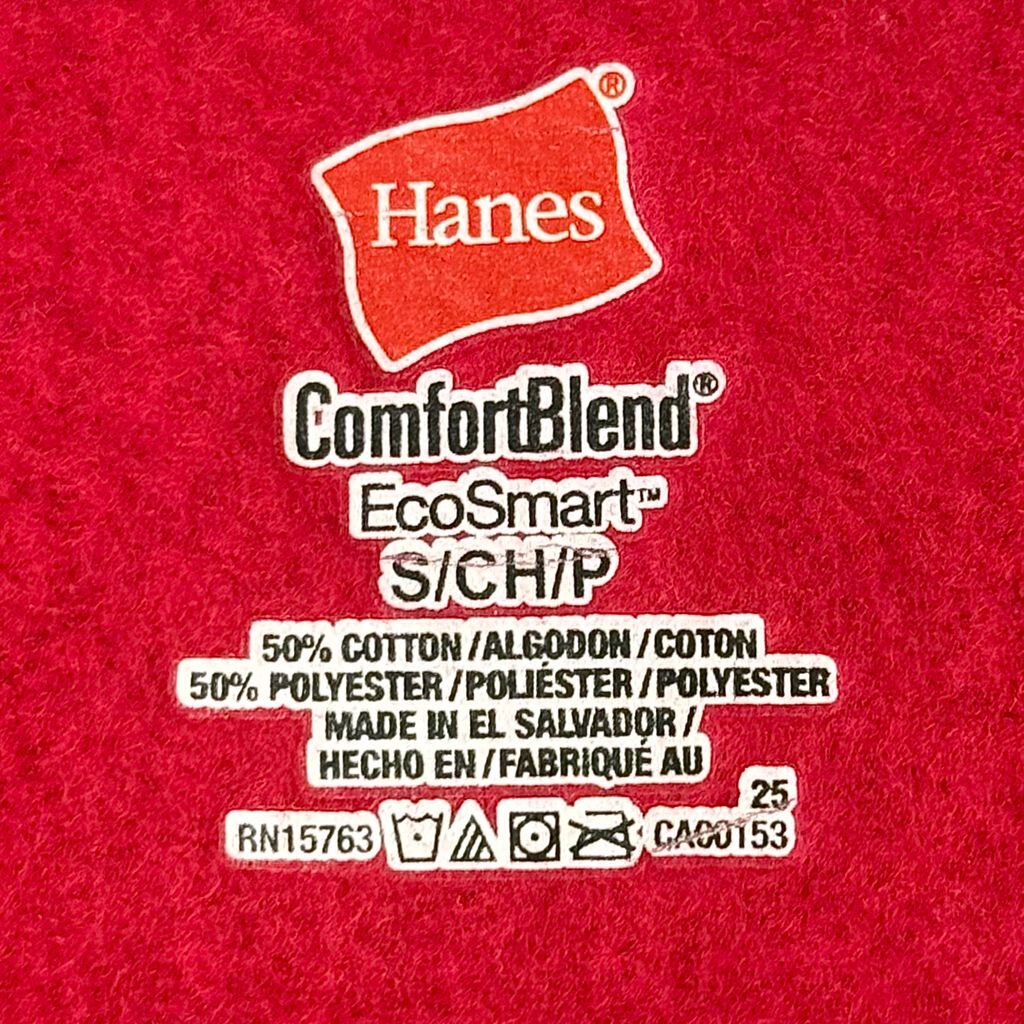 Hanes®
ComfortBlend®
EcoSmart™
S/CH/P
50% COTTON/ALGODON/COTON
50% POLYESTER/POLIÉSTER/POLYESTER
MADE IN EL SALVADOR/
HECHO EN/FABRIQUÉ AU
25
RN15763 CA00153